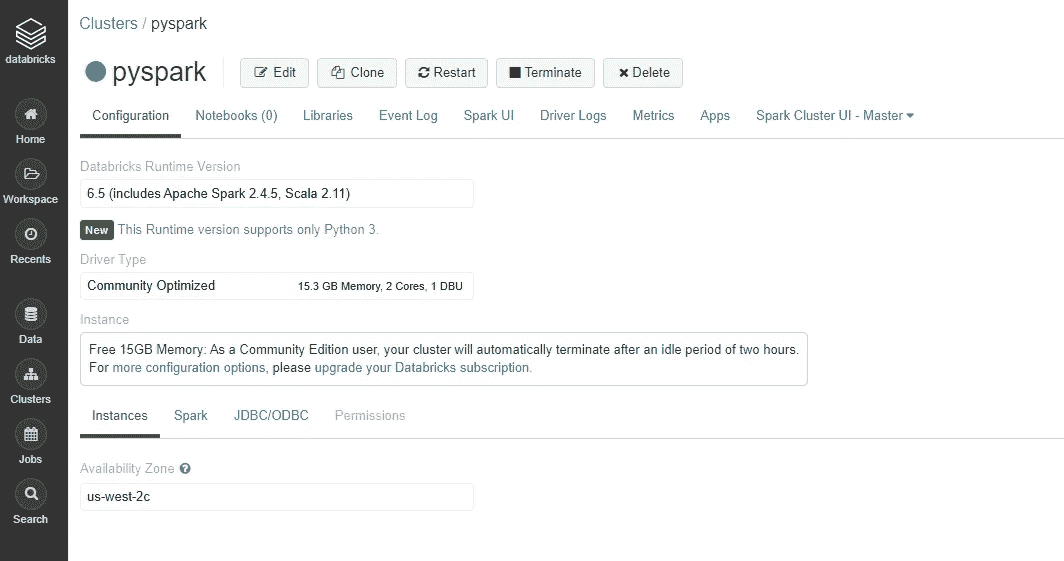 databricks
Home
Workspace
Recents
Data
Clusters
Jobs
Search
Clusters / pyspark
pyspark Edit Clone Restart Terminate Delete
Configuration Notebooks (0) Libraries Event Log Spark UI Driver Logs Metrics Apps Spark Cluster UI - Master
Databricks Runtime Version
6.5 (includes Apache Spark 2.4.5, Scala 2.11)
New This Runtime version supports only Python 3.
Driver Type
Community Optimized 15.3 GB Memory, 2 Cores, 1 DBU
Instance
Free 15GB Memory: As a Community Edition user, your cluster will automatically terminate after an idle period of two hours.
For more configuration options, please upgrade your Databricks subscription.
Instances Spark JDBC/ODBC Permissions
Availability Zone ?
us-west-2c